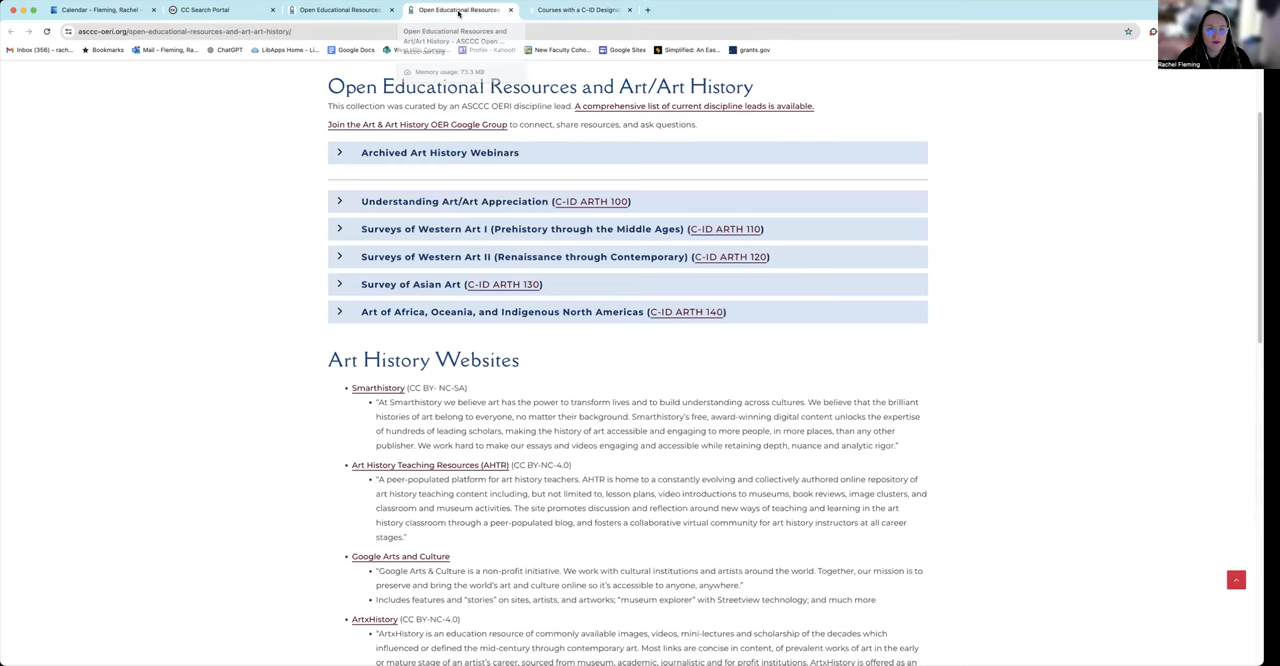 Calendar - Fleming, Rachel -
CC Search Portal
Open Educational Resources
Open Educational Resources
Courses with a C-ID Designa
asccc-oeri.org/open-educational-resources-and-art-art-history/
Inbox (356) - rach...
Bookmarks
Mail - Fleming, Ra...
ChatGPT
LibApps Home - Li...
Google Docs
Profile - Kahoot!
New Faculty Coho...
Google Sites
Simplified: An Eas...
grants.gov
Open Educational Resources and
Art/Art History - ASCCC Open ...
Memory usage: 73.3 MB
Rachel Fleming
Open Educational Resources and Art/Art History
This collection was curated by an ASCCC OERI discipline lead. A comprehensive list of current discipline leads is available.
Join the Art & Art History OER Google Group to connect, share resources, and ask questions.
Archived Art History Webinars
Understanding Art/Art Appreciation (C-ID ARTH 100)
Surveys of Western Art I (Prehistory through the Middle Ages) (C-ID ARTH 110)
Surveys of Western Art II (Renaissance through Contemporary) (C-ID ARTH 120)
Survey of Asian Art (C-ID ARTH 130)
Art of Africa, Oceania, and Indigenous North Americas (C-ID ARTH 140)
Art History Websites
• Smarthistory (CC BY- NC-SA)
• “At Smarthistory we believe art has the power to transform lives and to build understanding across cultures. We believe that the brilliant
histories of art belong to everyone, no matter their background. Smarthistory's free, award-winning digital content unlocks the expertise
of hundreds of leading scholars, making the history of art accessible and engaging to more people, in more places, than any other
publisher. We work hard to make our essays and videos engaging and accessible while retaining depth, nuance and analytic rigor.”
• Art History Teaching Resources (AHTR) (CC BY-NC-4.0)
• “A peer-populated platform for art history teachers. AHTR is home to a constantly evolving and collectively authored online repository of
art history teaching content including, but not limited to, lesson plans, video introductions to museums, book reviews, image clusters, and
classroom and museum activities. The site promotes discussion and reflection around new ways of teaching and learning in the art
history classroom through a peer-populated blog, and fosters a collaborative virtual community for art history instructors at all career
stages.”
• Google Arts and Culture
• “Google Arts & Culture is a non-profit initiative. We work with cultural institutions and artists around the world. Together, our mission is to
preserve and bring the world's art and culture online so it's accessible to anyone, anywhere.”
• Includes features and “stories” on sites, artists, and artworks; “museum explorer” with Streetview technology; and much more
• ArtxHistory (CC BY-NC-4.0)
• “ArtxHistory is an education resource of commonly available images, videos, mini-lectures and scholarship of the decades which
influenced or defined the mid-century through contemporary art. Most links are concise in content, of prevalent works of art in the early
or mature stage of an artist's career, sourced from museum, academic, journalistic and for profit institutions. ArtxHistory is offered as an